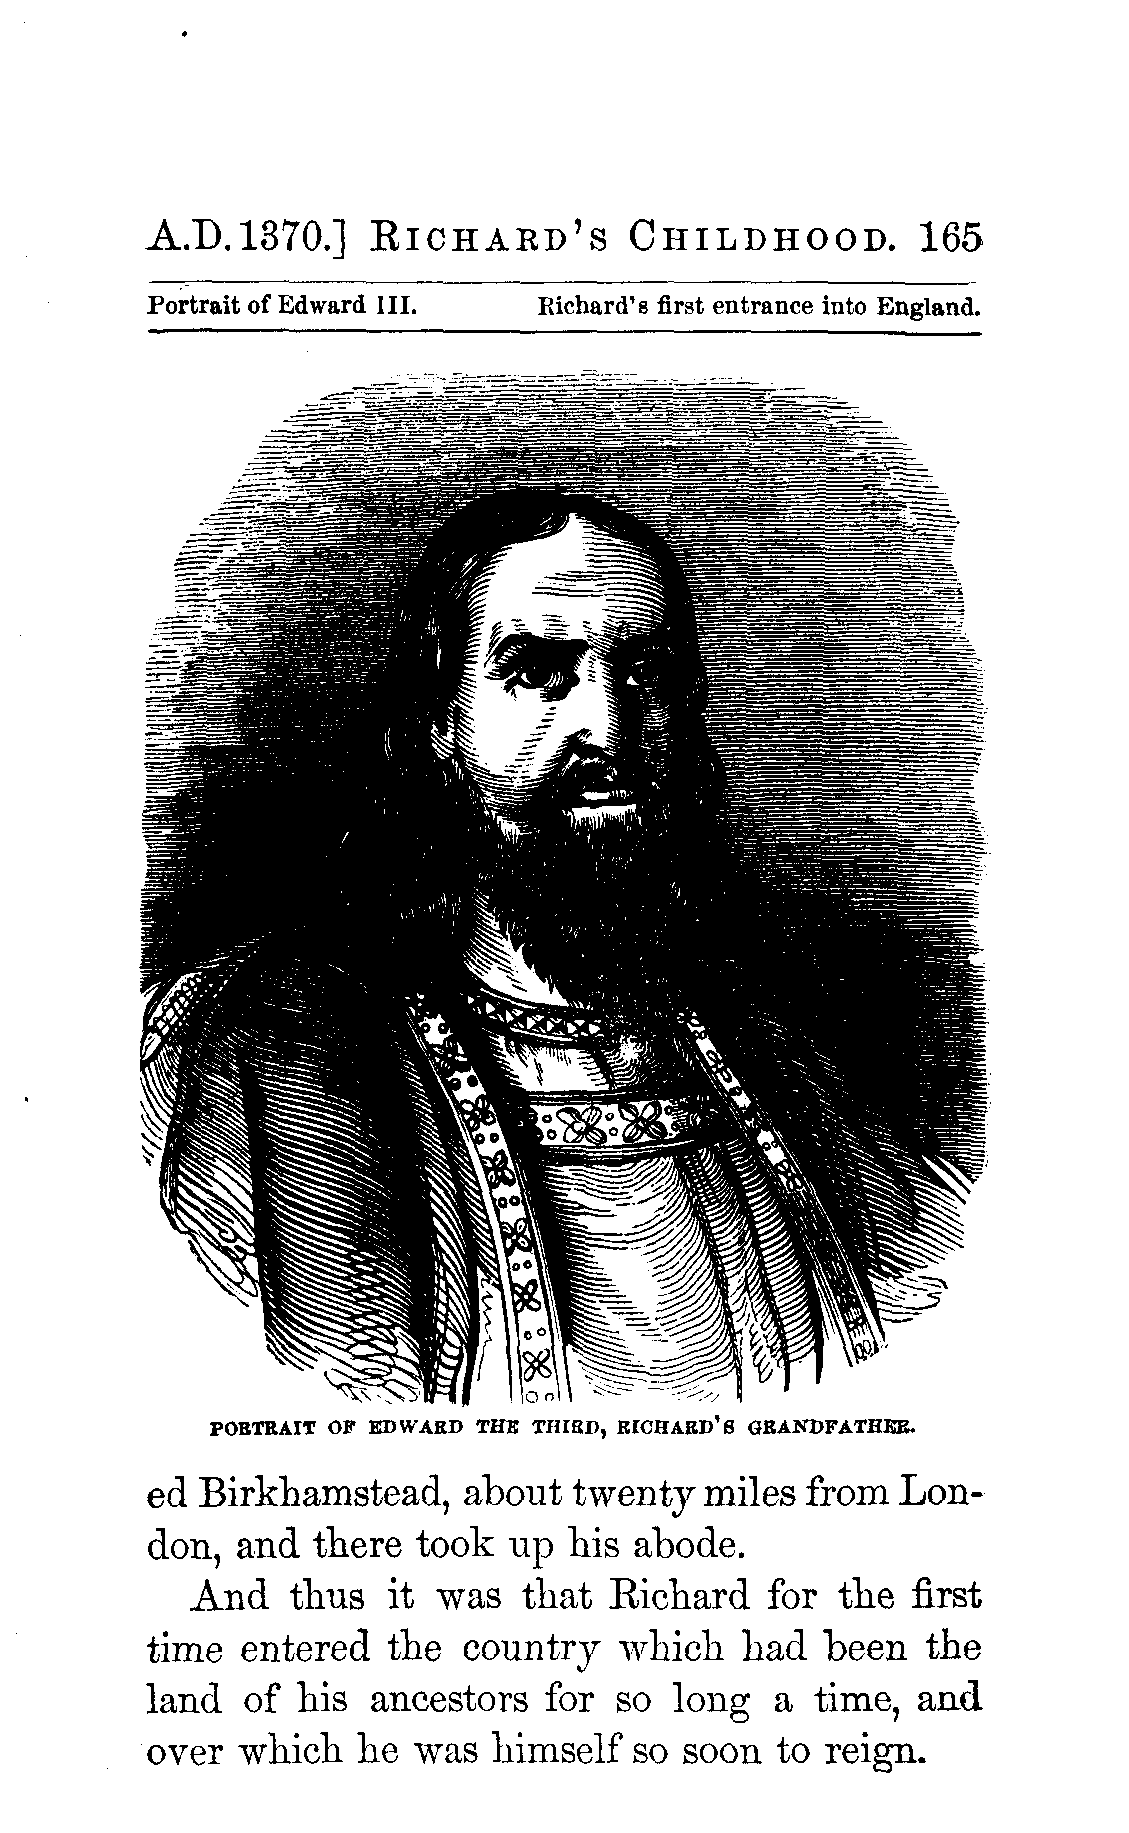 A.D. 1370.] RICHARD'S CHILDHOOD. 165
Portrait of Edward III. Richard's first entrance into England.
PORTRAIT OF EDWARD THE THIRD, RICHARD'S GRANDFATHER.
ed Birkhamstead, about twenty miles from Lon-
don, and there took up his abode.
And thus it was that Richard for the first
time entered the country which had been the
land of his ancestors for so long a time, and
over which he was himself so soon to reign.